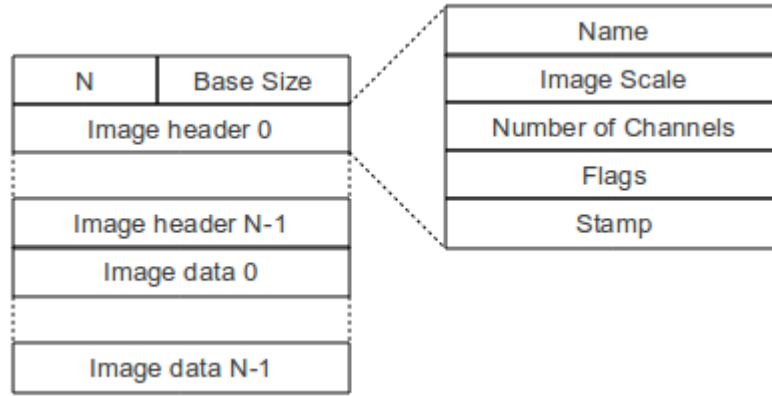 N
Base Size
Image header 0
Image header N-1
Image data 0
Image data N-1
Name
Image Scale
Number of Channels
Flags
Stamp